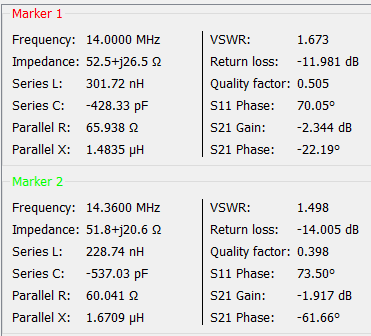 Marker 1
Frequency: 14.0000 MHz VSWR: 1.673
Impedance: 52.5+j26.5 Ω Return loss: -11.981 dB
Series L: 301.72 nH Quality factor: 0.505
Series C: -428.33 pF S11 Phase: 70.05°
Parallel R: 65.938 Ω S21 Gain: -2.344 dB
Parallel X: 1.4835 μH S21 Phase: -22.19°
Marker 2
Frequency: 14.3600 MHz VSWR: 1.498
Impedance: 51.8+j20.6 Ω Return loss: -14.005 dB
Series L: 228.74 nH Quality factor: 0.398
Series C: -537.03 pF S11 Phase: 73.50°
Parallel R: 60.041 Ω S21 Gain: -1.917 dB
Parallel X: 1.6709 μH S21 Phase: -61.66°